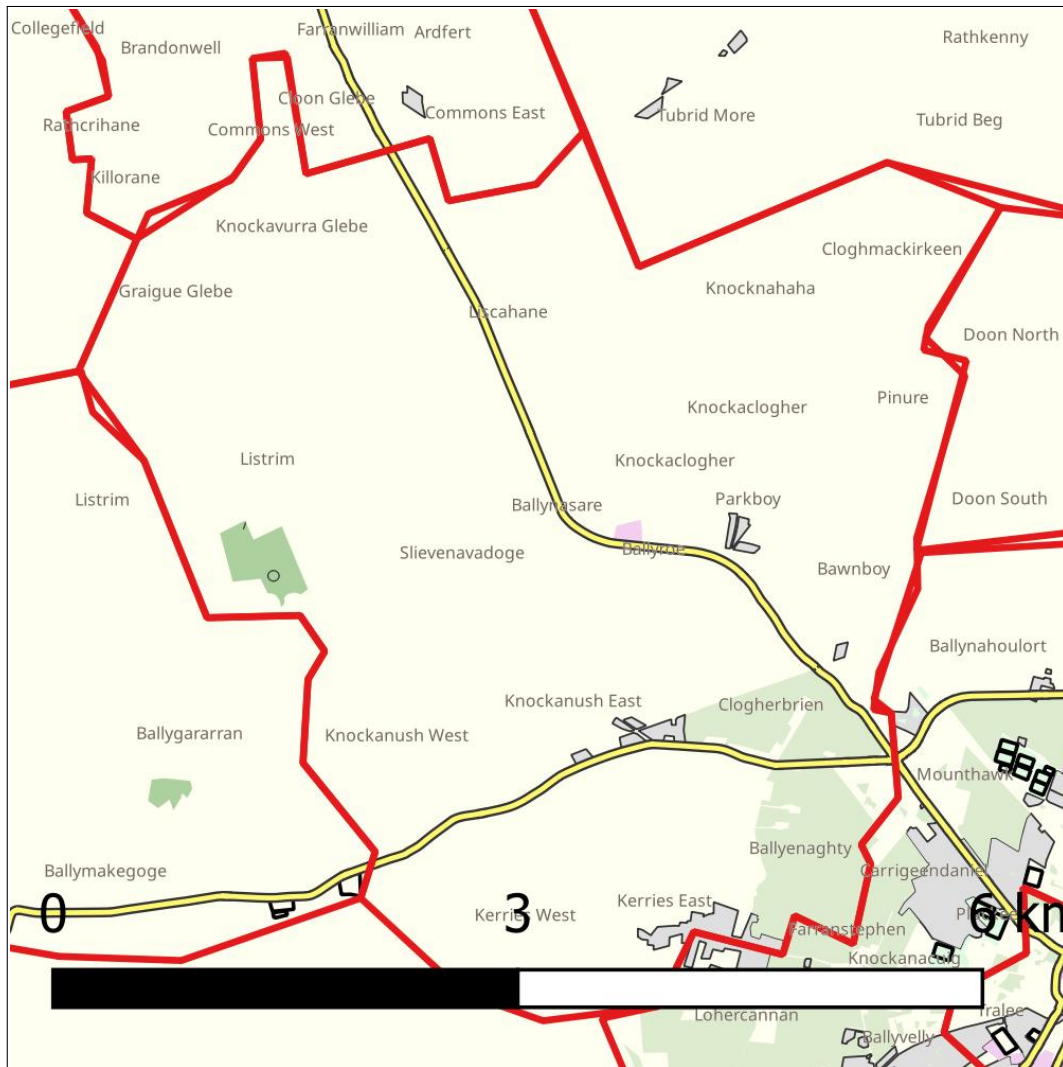 Collegefield
Brandonwell
Farranwilliam
Ardfert
Rathkenny
Cloon Glebe
Commons East
Tubrid More
Tubrid Beg
Rathcrihane
Commons West
Killorane
Knockavurra Glebe
Cloghmackirkeen
Graigue Glebe
Knocknahaha
Liscahane
Doon North
Pinure
Knockaclogher
Listrim
Knockaclogher
Listrim
Ballynasare
Parkboy
Doon South
Slievenavadoge
Ballyroe
Bawnboy
Ballynahoulort
Knockanush East
Clogherbrien
Ballygararran
Knockanush West
Mounthawk
Ballyenaghty
Ballymakegoge
Carrigeendaniel
0
3
6 km
Kerries West
Kerries East
Farranstephen
Knockanacuig
Lohercannan
Tralee
Ballyvelly